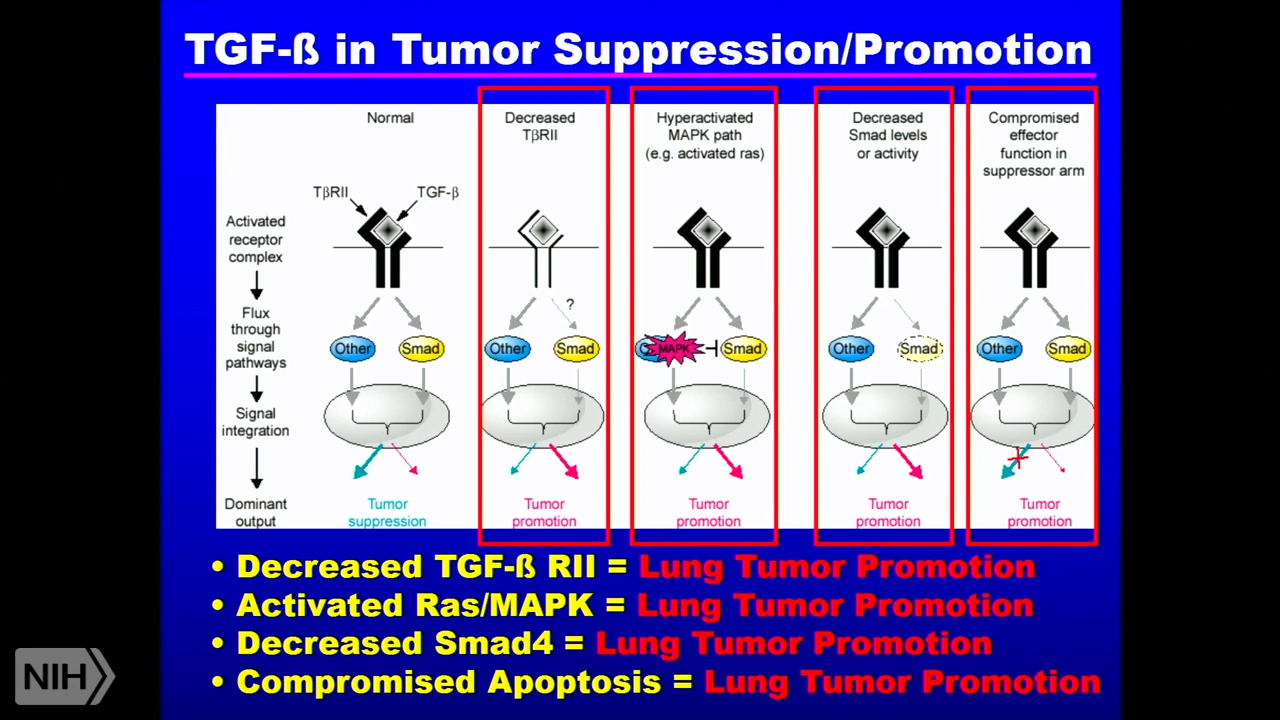 TGF-ß in Tumor Suppression/Promotion
Normal
Decreased
TβRII
Hyperactivated
MAPK path
(e.g. activated ras)
Decreased
Smad levels
or activity
Compromised
effector
function in
suppressor arm
TβRII
TGF-β
Activated
receptor
complex
?
Flux
through
signal
pathways
Other
Smad
Other
Smad
MAPK
Smad
Other
Smad
Other
Smad
Signal
integration
Dominant
output
Tumor
suppression
Tumor
promotion
Tumor
promotion
Tumor
promotion
Tumor
promotion
• Decreased TGF-ß RII = Lung Tumor Promotion
• Activated Ras/MAPK = Lung Tumor Promotion
• Decreased Smad4 = Lung Tumor Promotion
• Compromised Apoptosis = Lung Tumor Promotion
NIH